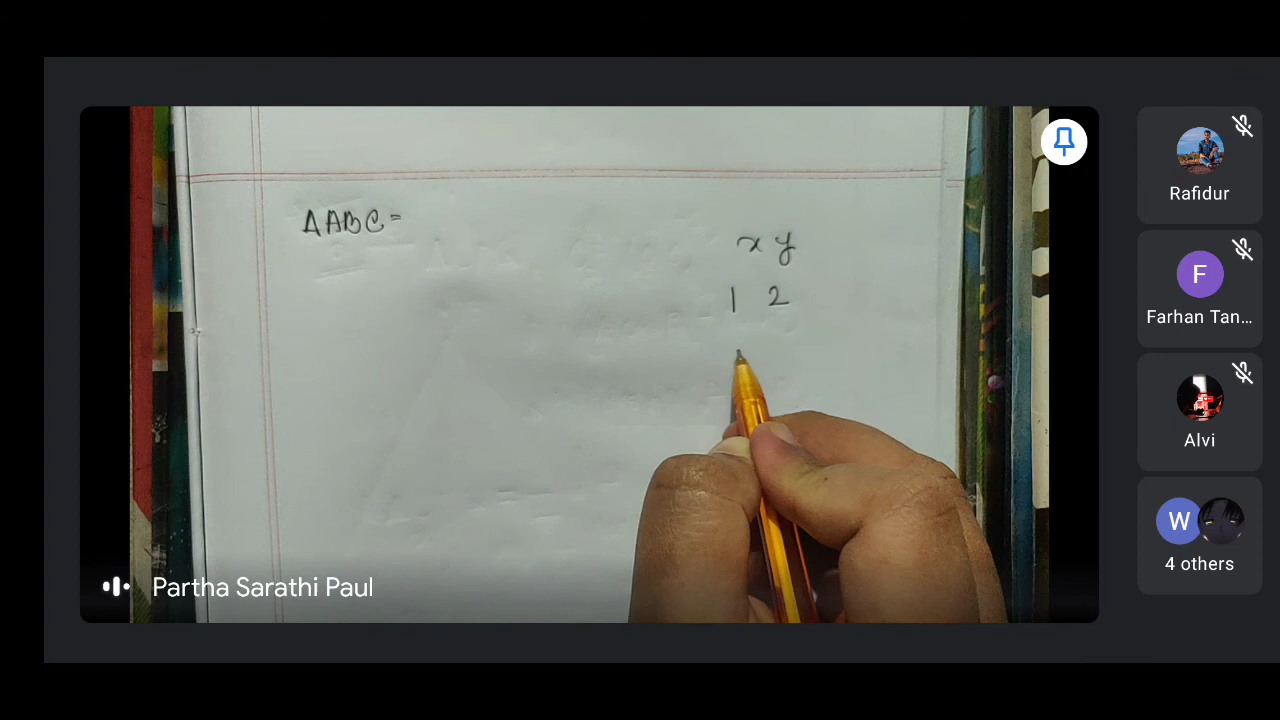 ΔABC=
x y
1 2
Partha Sarathi Paul
Rafidur
F
Farhan Tan...
Alvi
W
4 others